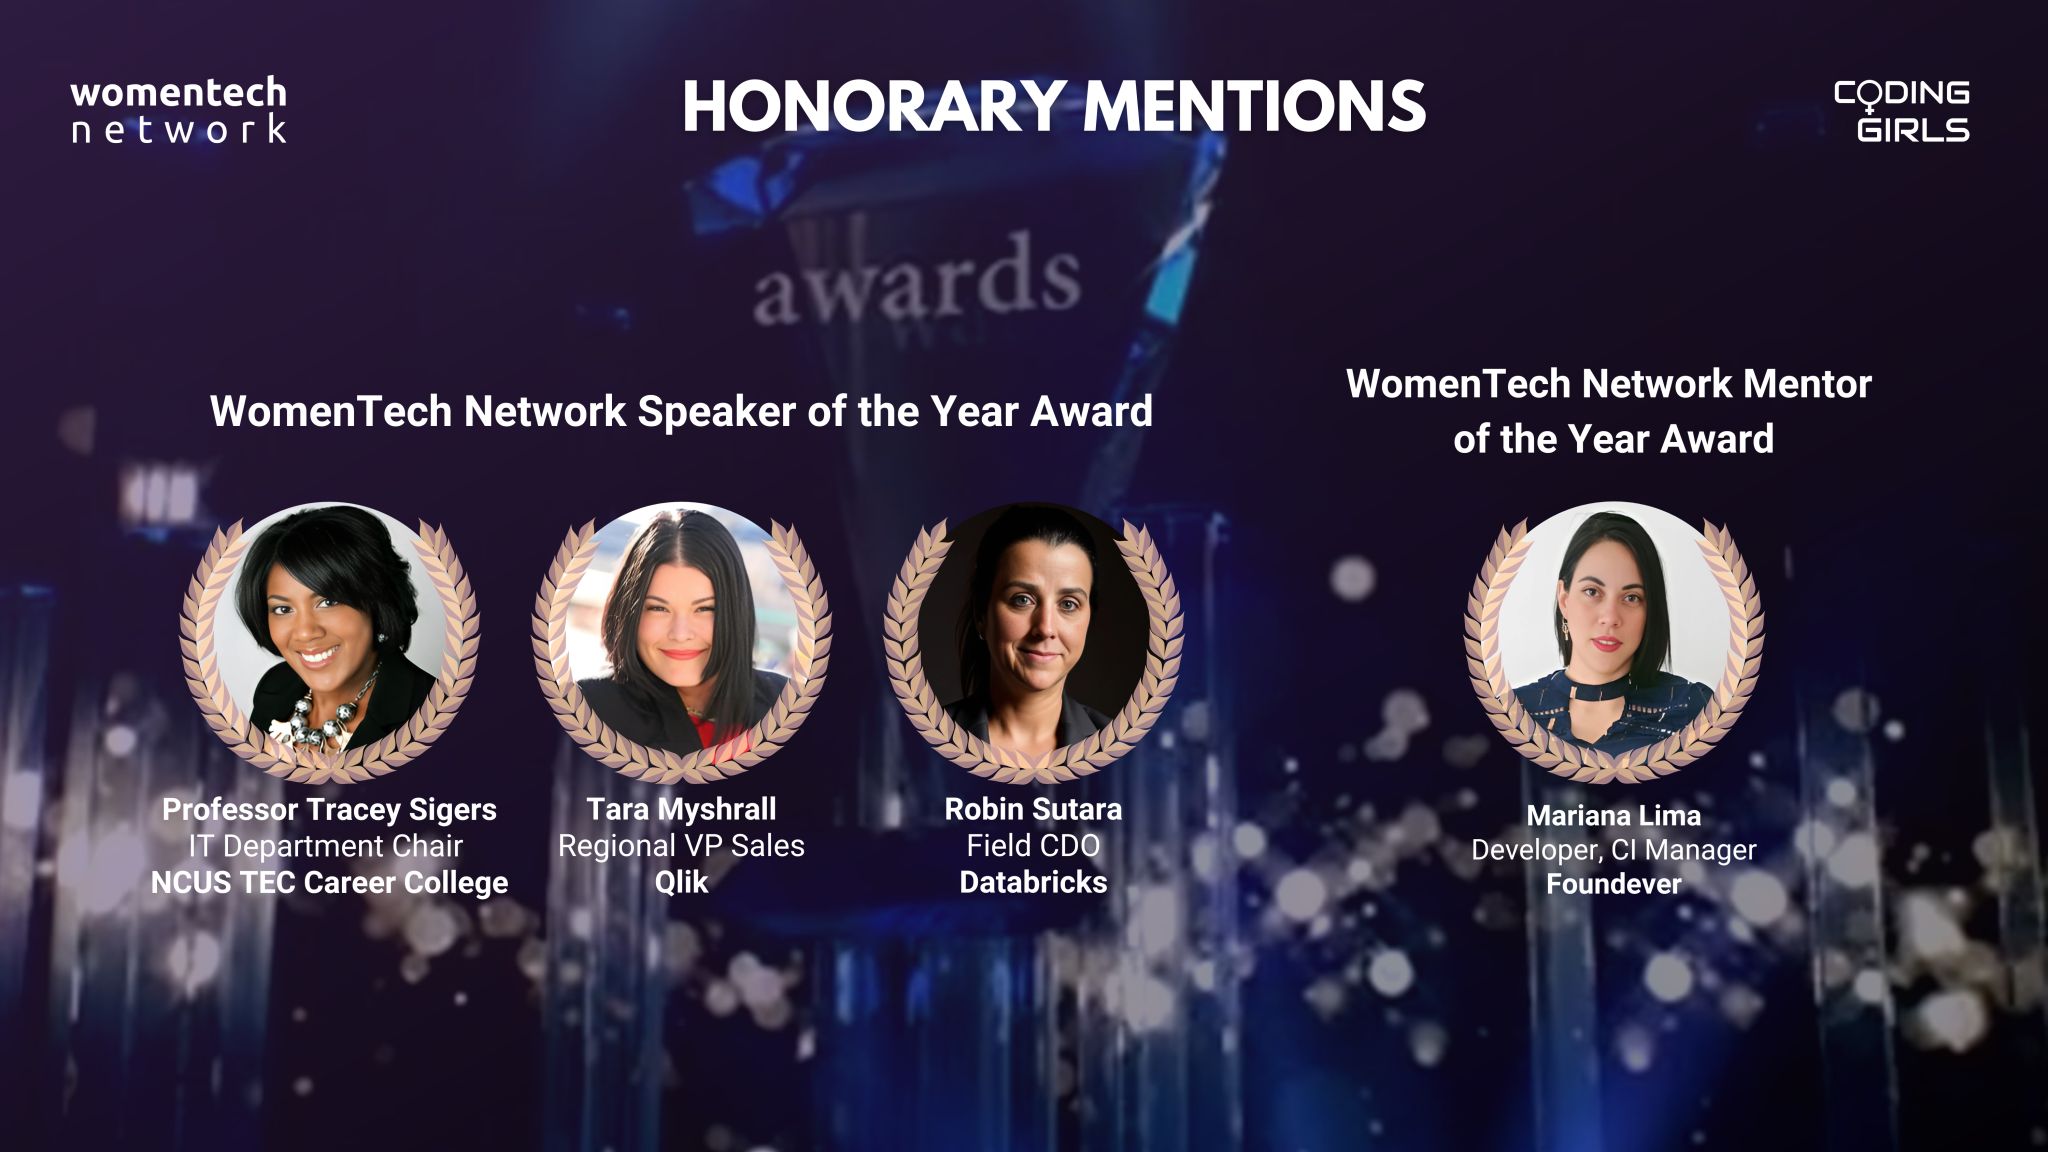 womentech
network
HONORARY MENTIONS
CODING
GIRLS
awards
WomenTech Network Speaker of the Year Award
WomenTech Network Mentor
of the Year Award
Professor Tracey Sigers
IT Department Chair
NCUS TEC Career College
Tara Myshrall
Regional VP Sales
Qlik
Robin Sutara
Field CDO
Databricks
Mariana Lima
Developer, CI Manager
Foundever